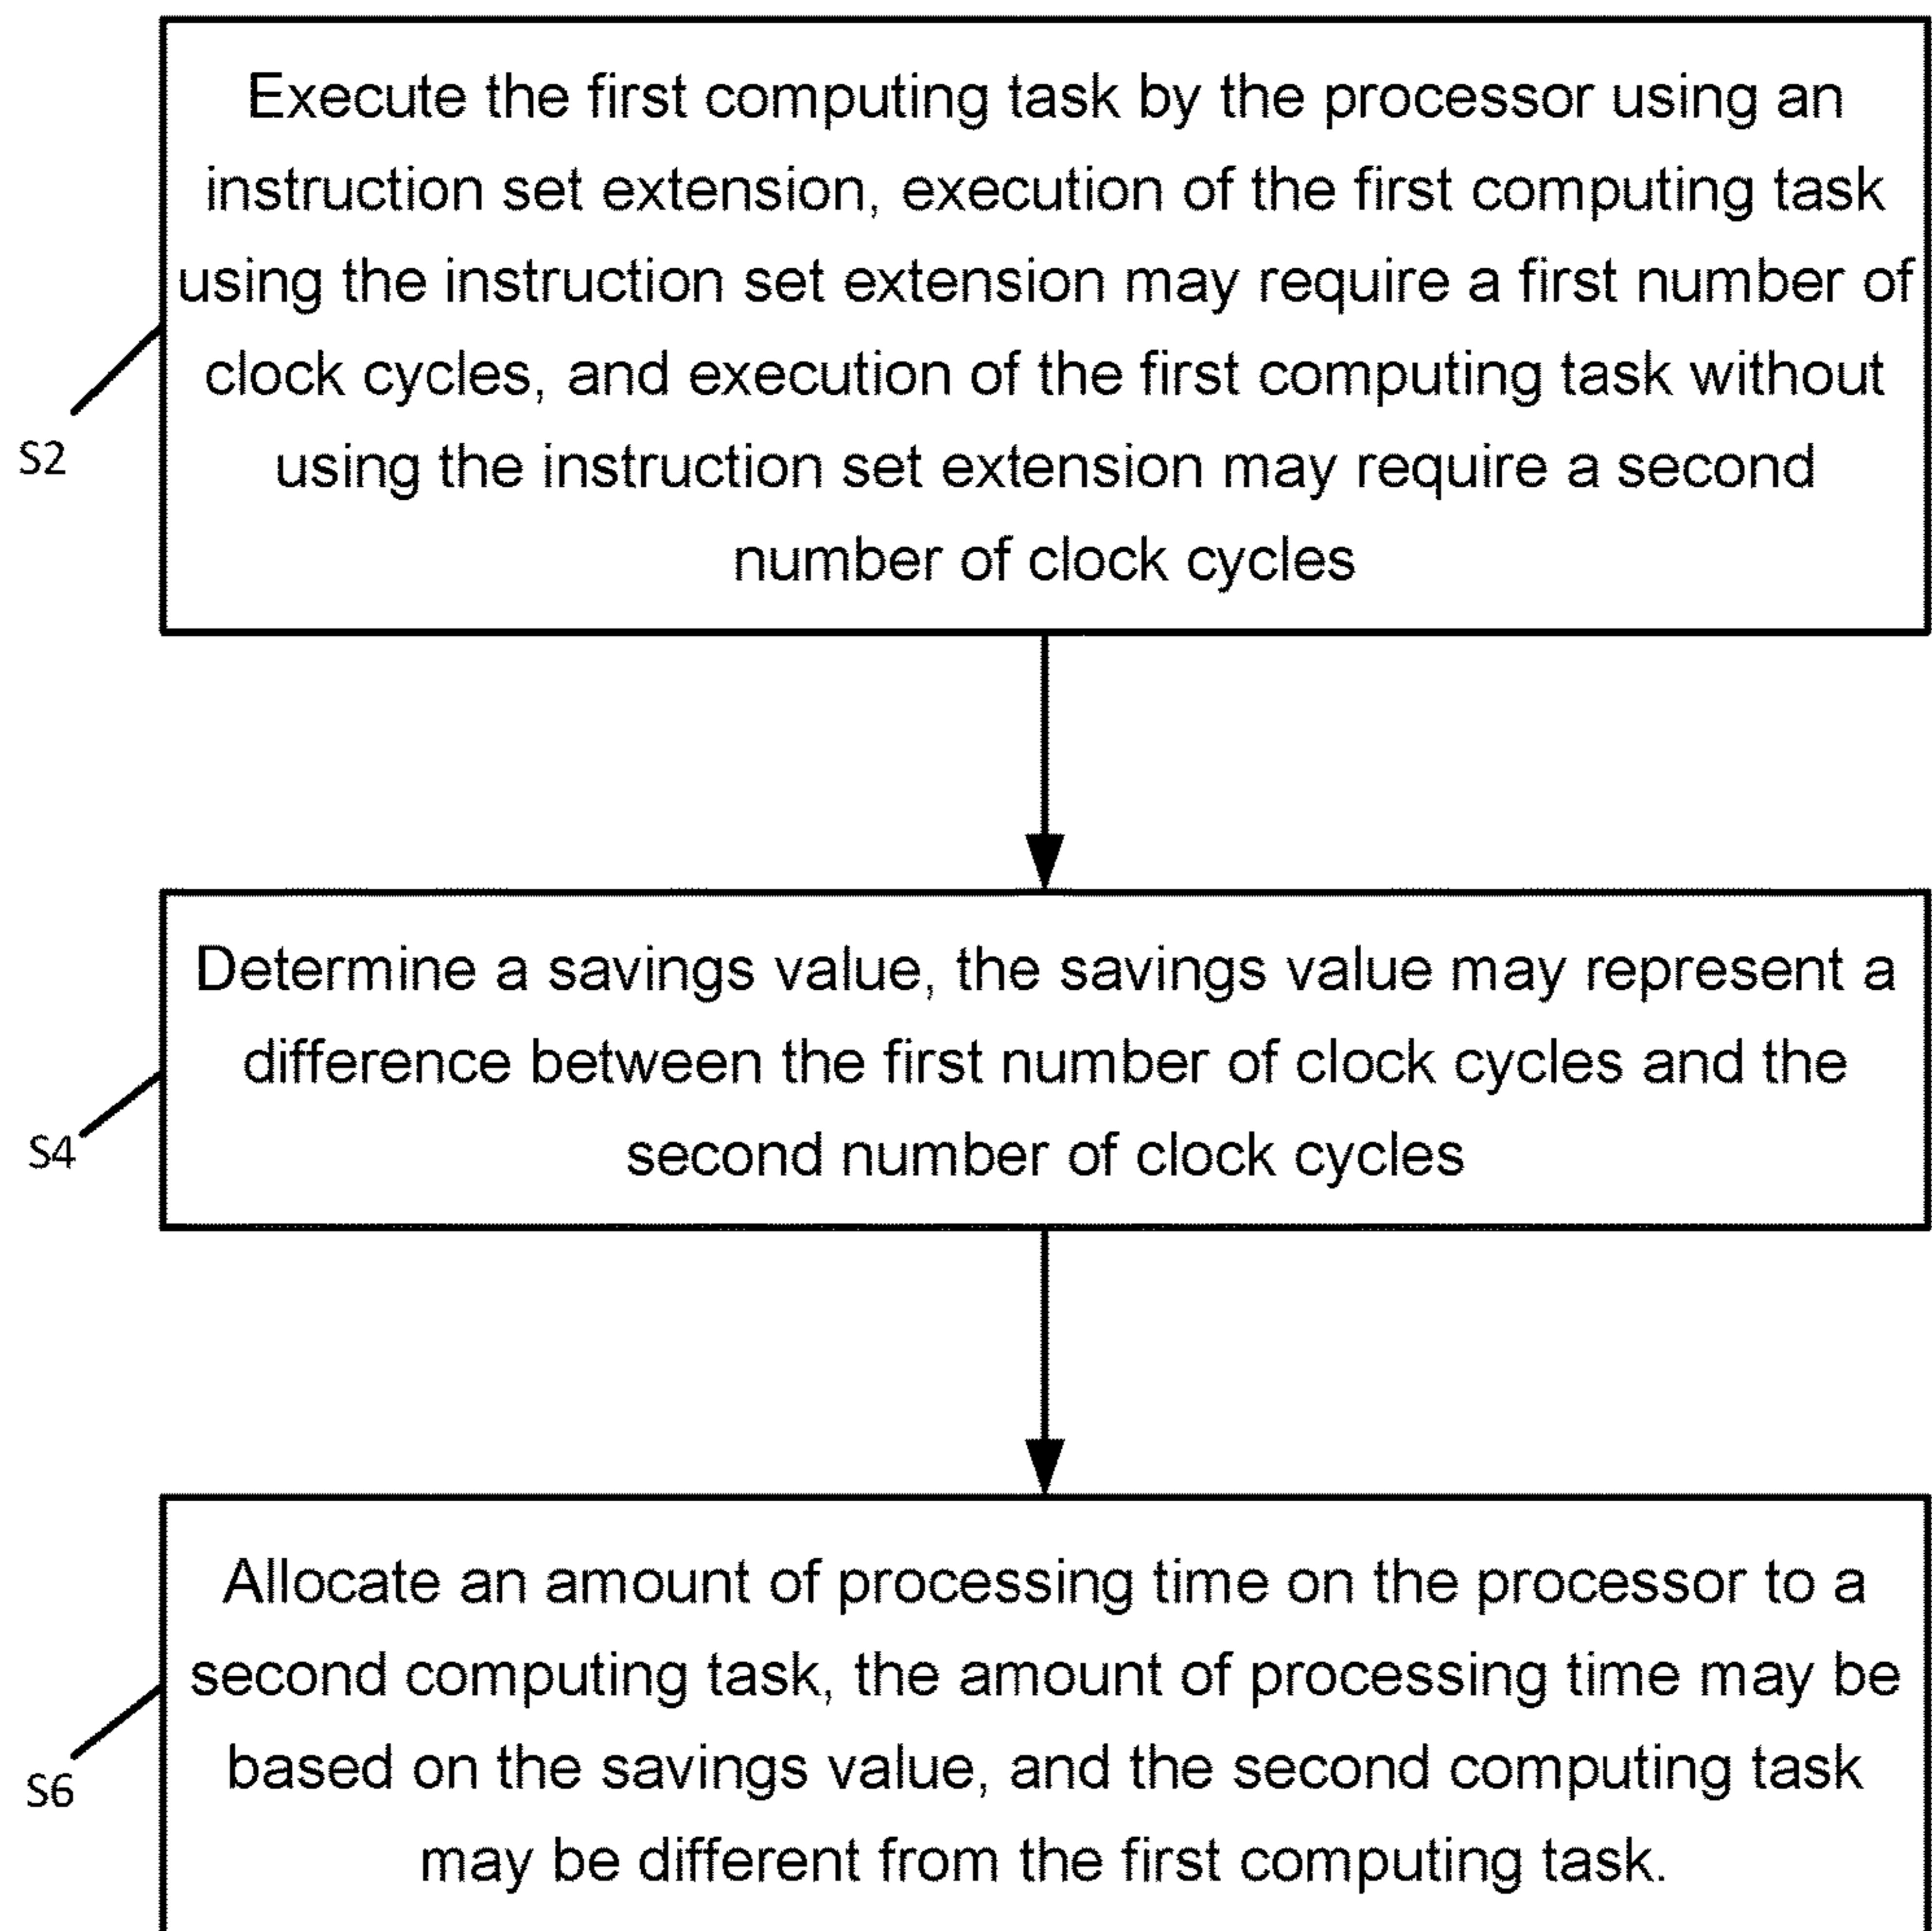 Execute the first computing task by the processor using an
instruction set extension, execution of the first computing task
using the instruction set extension may require a first number of
clock cycles, and execution of the first computing task without
using the instruction set extension may require a second
number of clock cycles
S2
Determine a savings value, the savings value may represent a
difference between the first number of clock cycles and the
second number of clock cycles
S4
Allocate an amount of processing time on the processor to a
second computing task, the amount of processing time may be
based on the savings value, and the second computing task
may be different from the first computing task.
S6